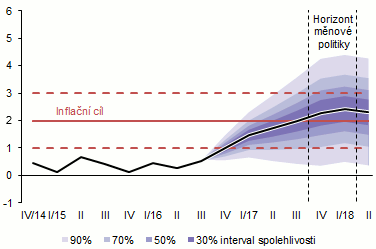 6
Horizont
měnové
politiky
5
4
3
Inflační cíl
2
1
0
-1
IV/14 I/15 II III IV I/16 II III IV I/17 II III IV I/18 II
90% 70% 50% 30% interval spolehlivosti